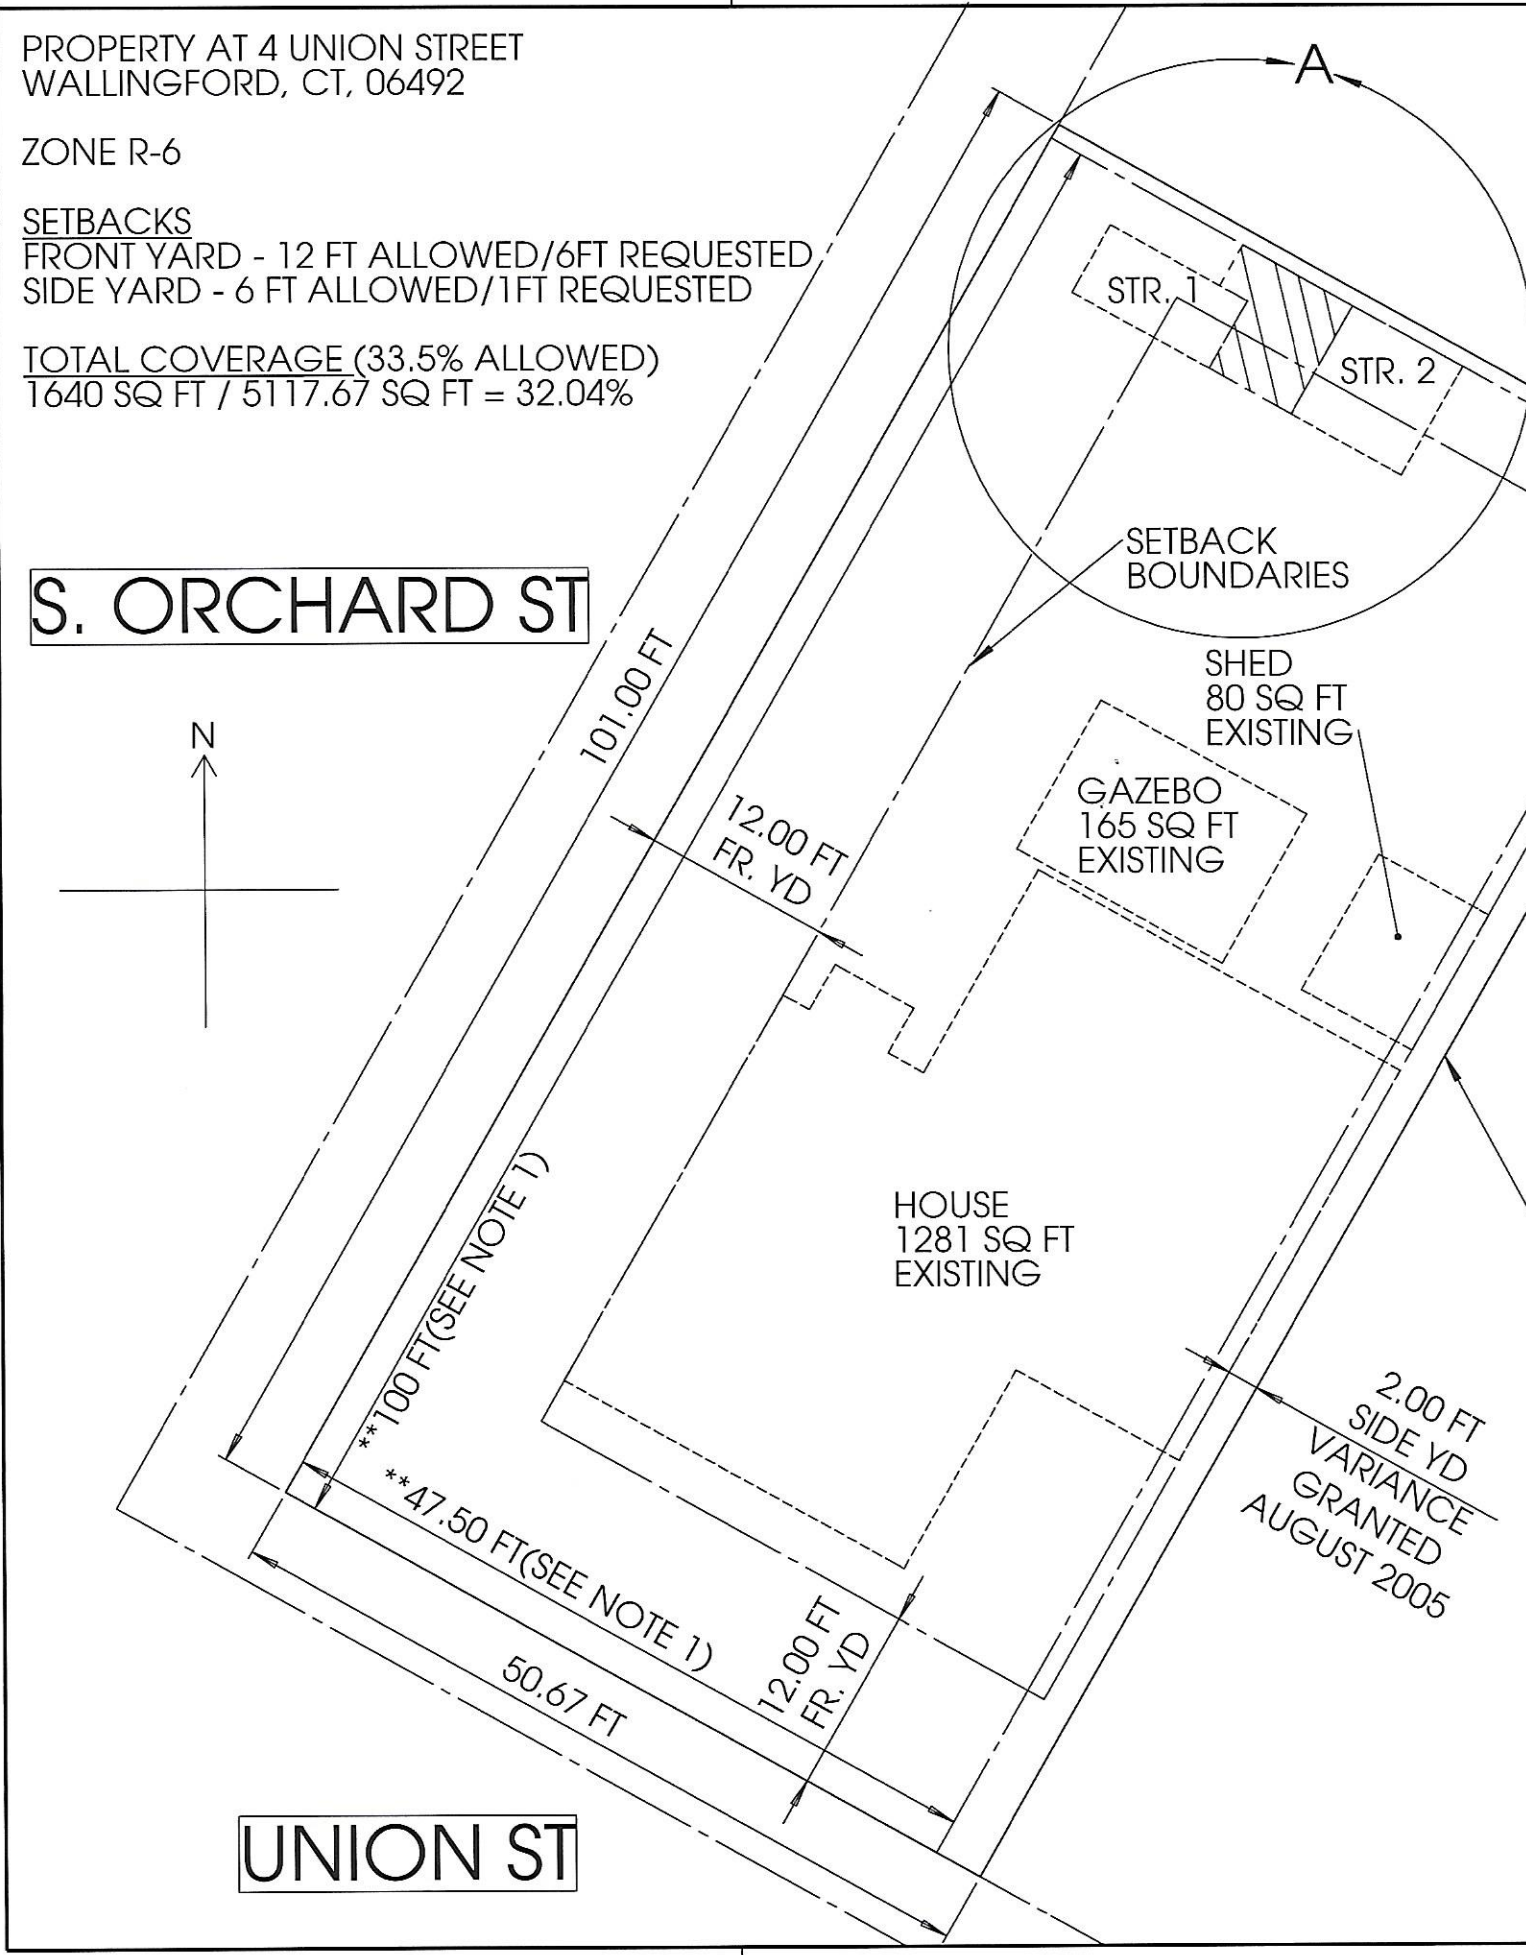 PROPERTY AT 4 UNION STREET
WALLINGFORD, CT, 06492
ZONE R-6
SETBACKS
FRONT YARD - 12 FT ALLOWED/6FT REQUESTED
SIDE YARD - 6 FT ALLOWED/1FT REQUESTED
TOTAL COVERAGE (33.5% ALLOWED)
1640 SQ FT / 5117.67 SQ FT = 32.04%
A
STR. 1
STR. 2
SETBACK
BOUNDARIES
S. ORCHARD ST
101.00 FT
N
SHED
80 SQ FT
EXISTING
GAZEBO
165 SQ FT
EXISTING
12.00 FT
FR. YD
HOUSE
1281 SQ FT
EXISTING
**100 FT(SEE NOTE 1)
**47.50 FT(SEE NOTE 1)
50.67 FT
12.00 FT
FR. YD
2.00 FT
SIDE YD
VARIANCE
GRANTED
AUGUST 2005
UNION ST